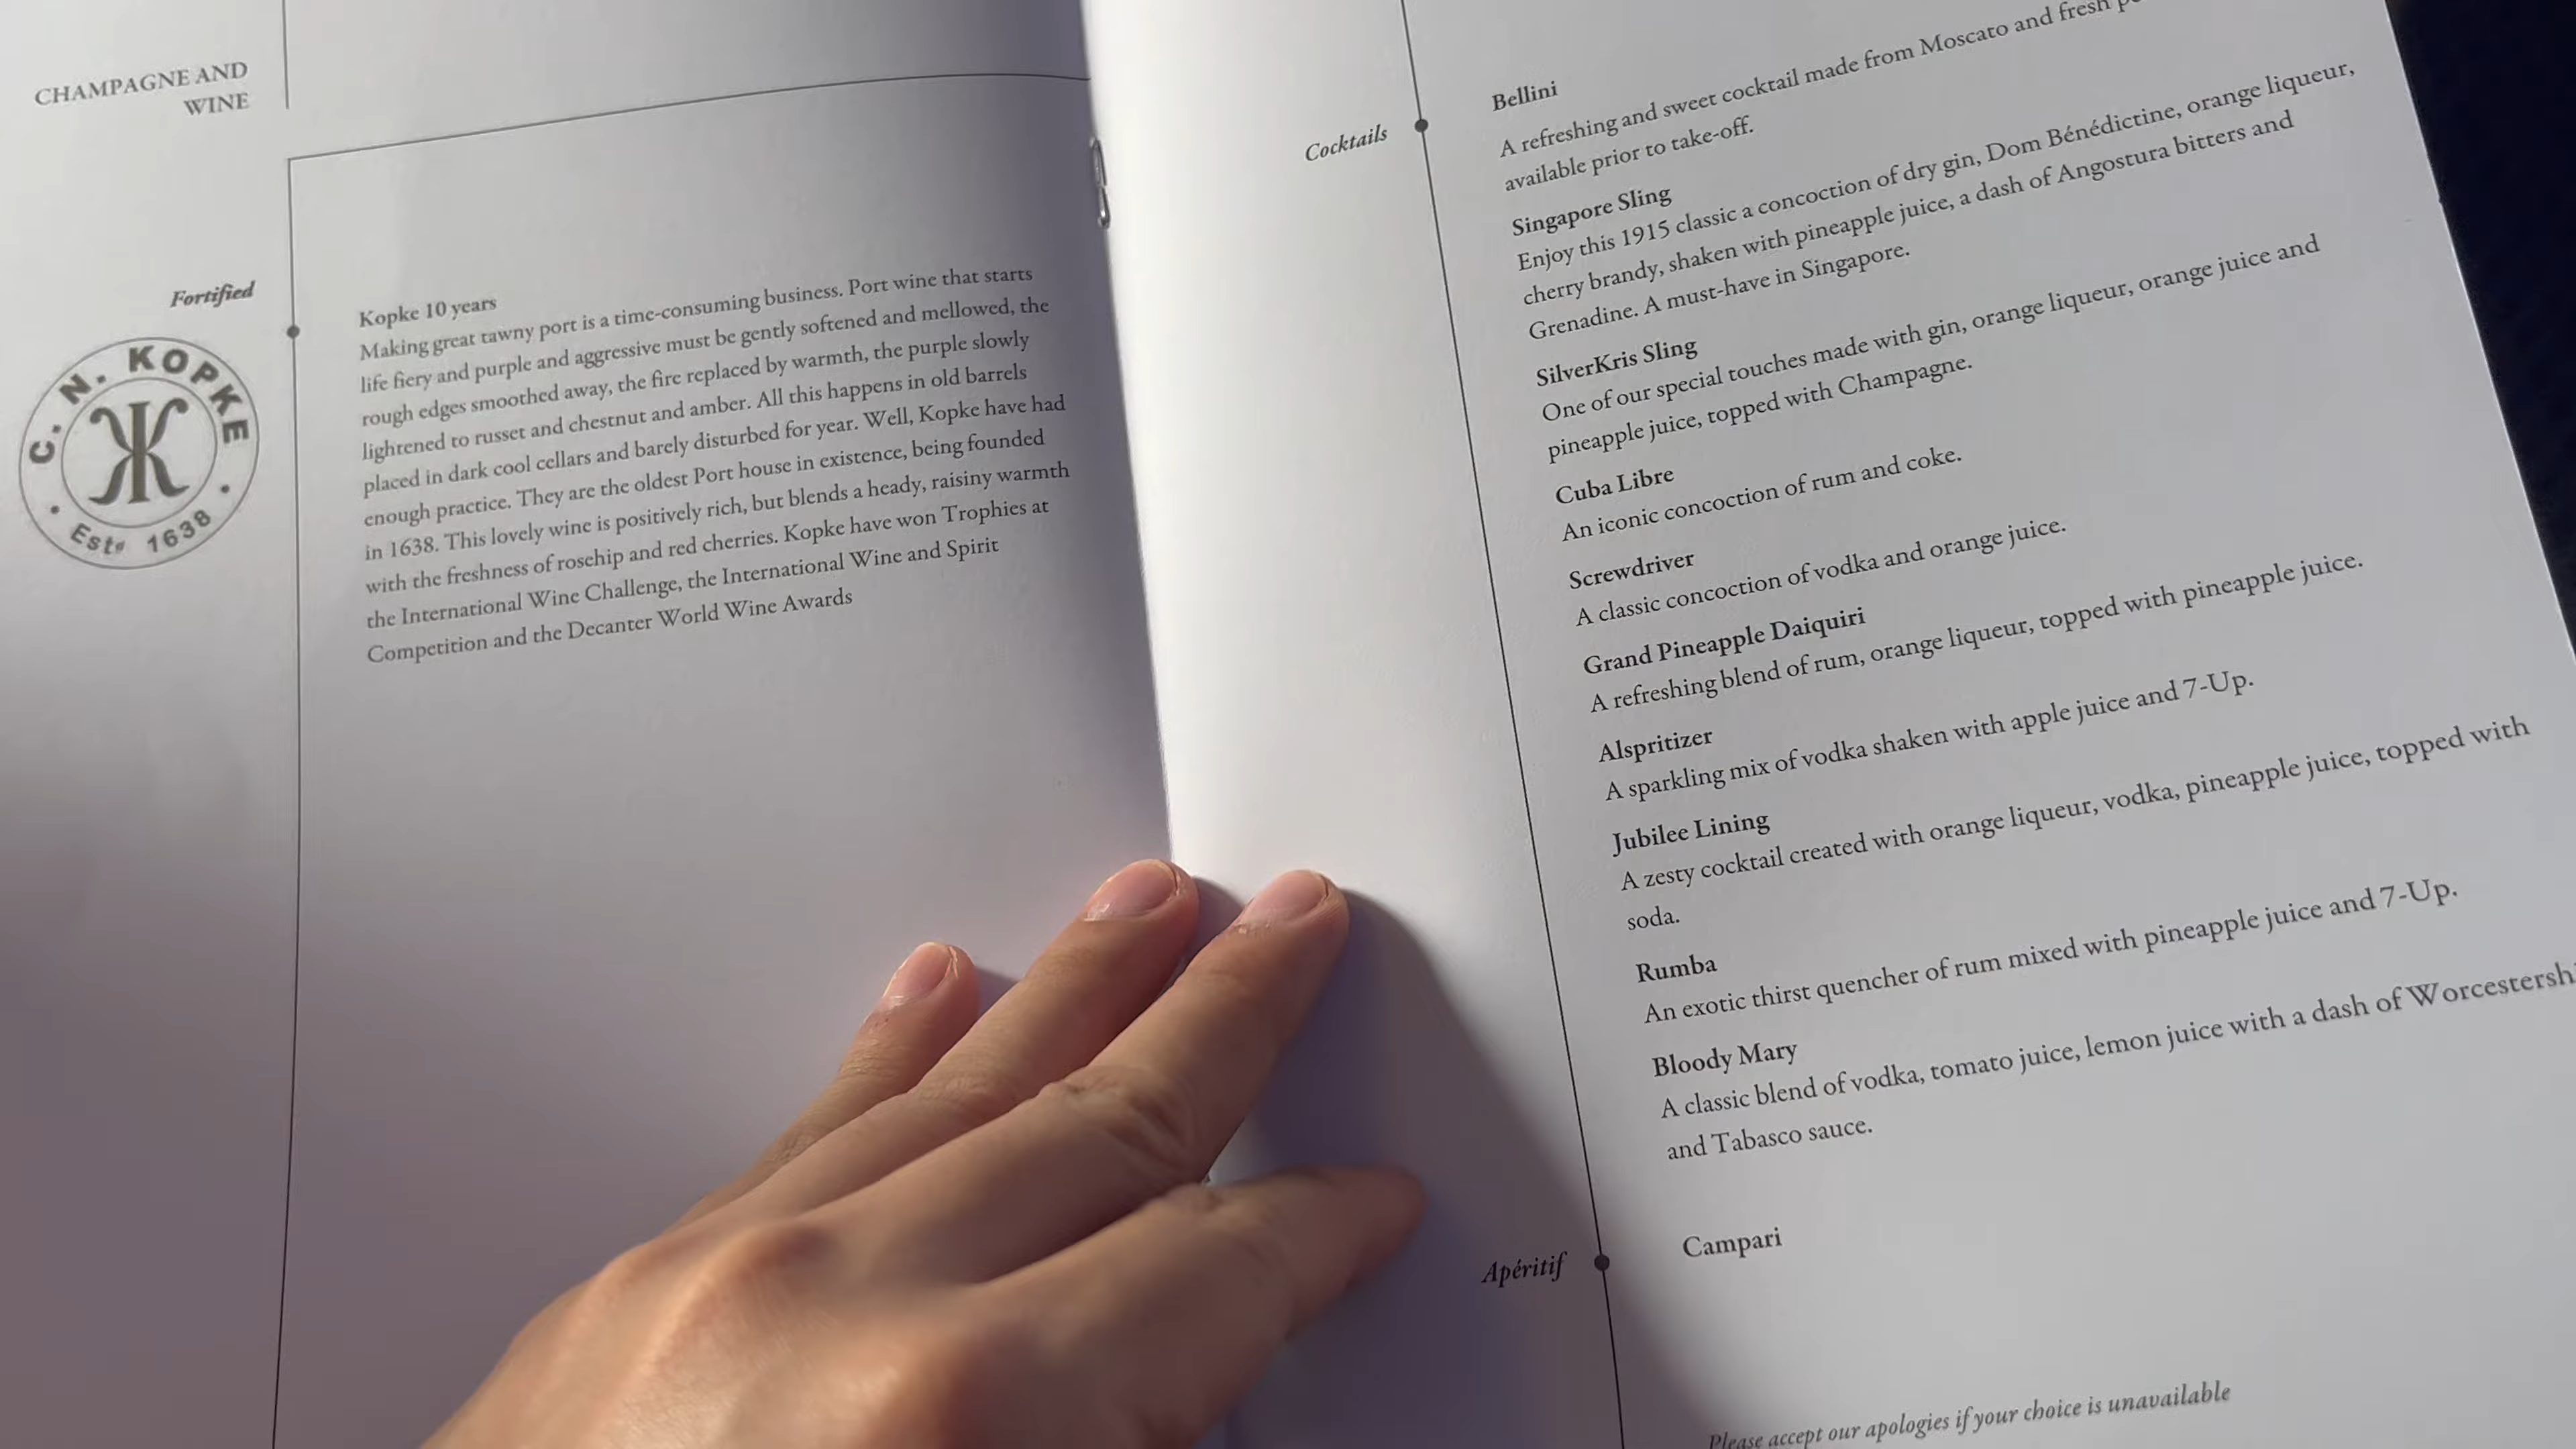 CHAMPAGNE AND
WINE
Fortified
C. N. KOPKE
Estd 1638
Kopke 10 years
Making great tawny port is a time-consuming business. Port wine that starts
life fiery and purple and aggressive must be gently softened and mellowed, the
rough edges smoothed away, the fire replaced by warmth, the purple slowly
lightened to russet and chestnut and amber. All this happens in old barrels
placed in dark cool cellars and barely disturbed for year. Well, Kopke have had
enough practice. They are the oldest Port house in existence, being founded
in 1638. This lovely wine is positively rich, but blends a heady, raisiny warmth
with the freshness of rosehip and red cherries. Kopke have won Trophies at
the International Wine Challenge, the International Wine and Spirit
Competition and the Decanter World Wine Awards
Cocktails
Bellini
A refreshing and sweet cocktail made from Moscato and fresh
available prior to take-off.
Singapore Sling
Enjoy this 1915 classic a concoction of dry gin, Dom Bénédictine, orange liqueur,
cherry brandy, shaken with pineapple juice, a dash of Angostura bitters and
Grenadine. A must-have in Singapore.
SilverKris Sling
One of our special touches made with gin, orange liqueur, orange juice and
pineapple juice, topped with Champagne.
Cuba Libre
An iconic concoction of rum and coke.
Screwdriver
A classic concoction of vodka and orange juice.
Grand Pineapple Daiquiri
A refreshing blend of rum, orange liqueur, topped with pineapple juice.
Alspritizer
A sparkling mix of vodka shaken with apple juice and 7-Up.
Jubilee Lining
A zesty cocktail created with orange liqueur, vodka, pineapple juice, topped with
soda.
Rumba
An exotic thirst quencher of rum mixed with pineapple juice and 7-Up.
Bloody Mary
A classic blend of vodka, tomato juice, lemon juice with a dash of Worcestersh
and Tabasco sauce.
Apéritif
Campari
Please accept our apologies if your choice is unavailable